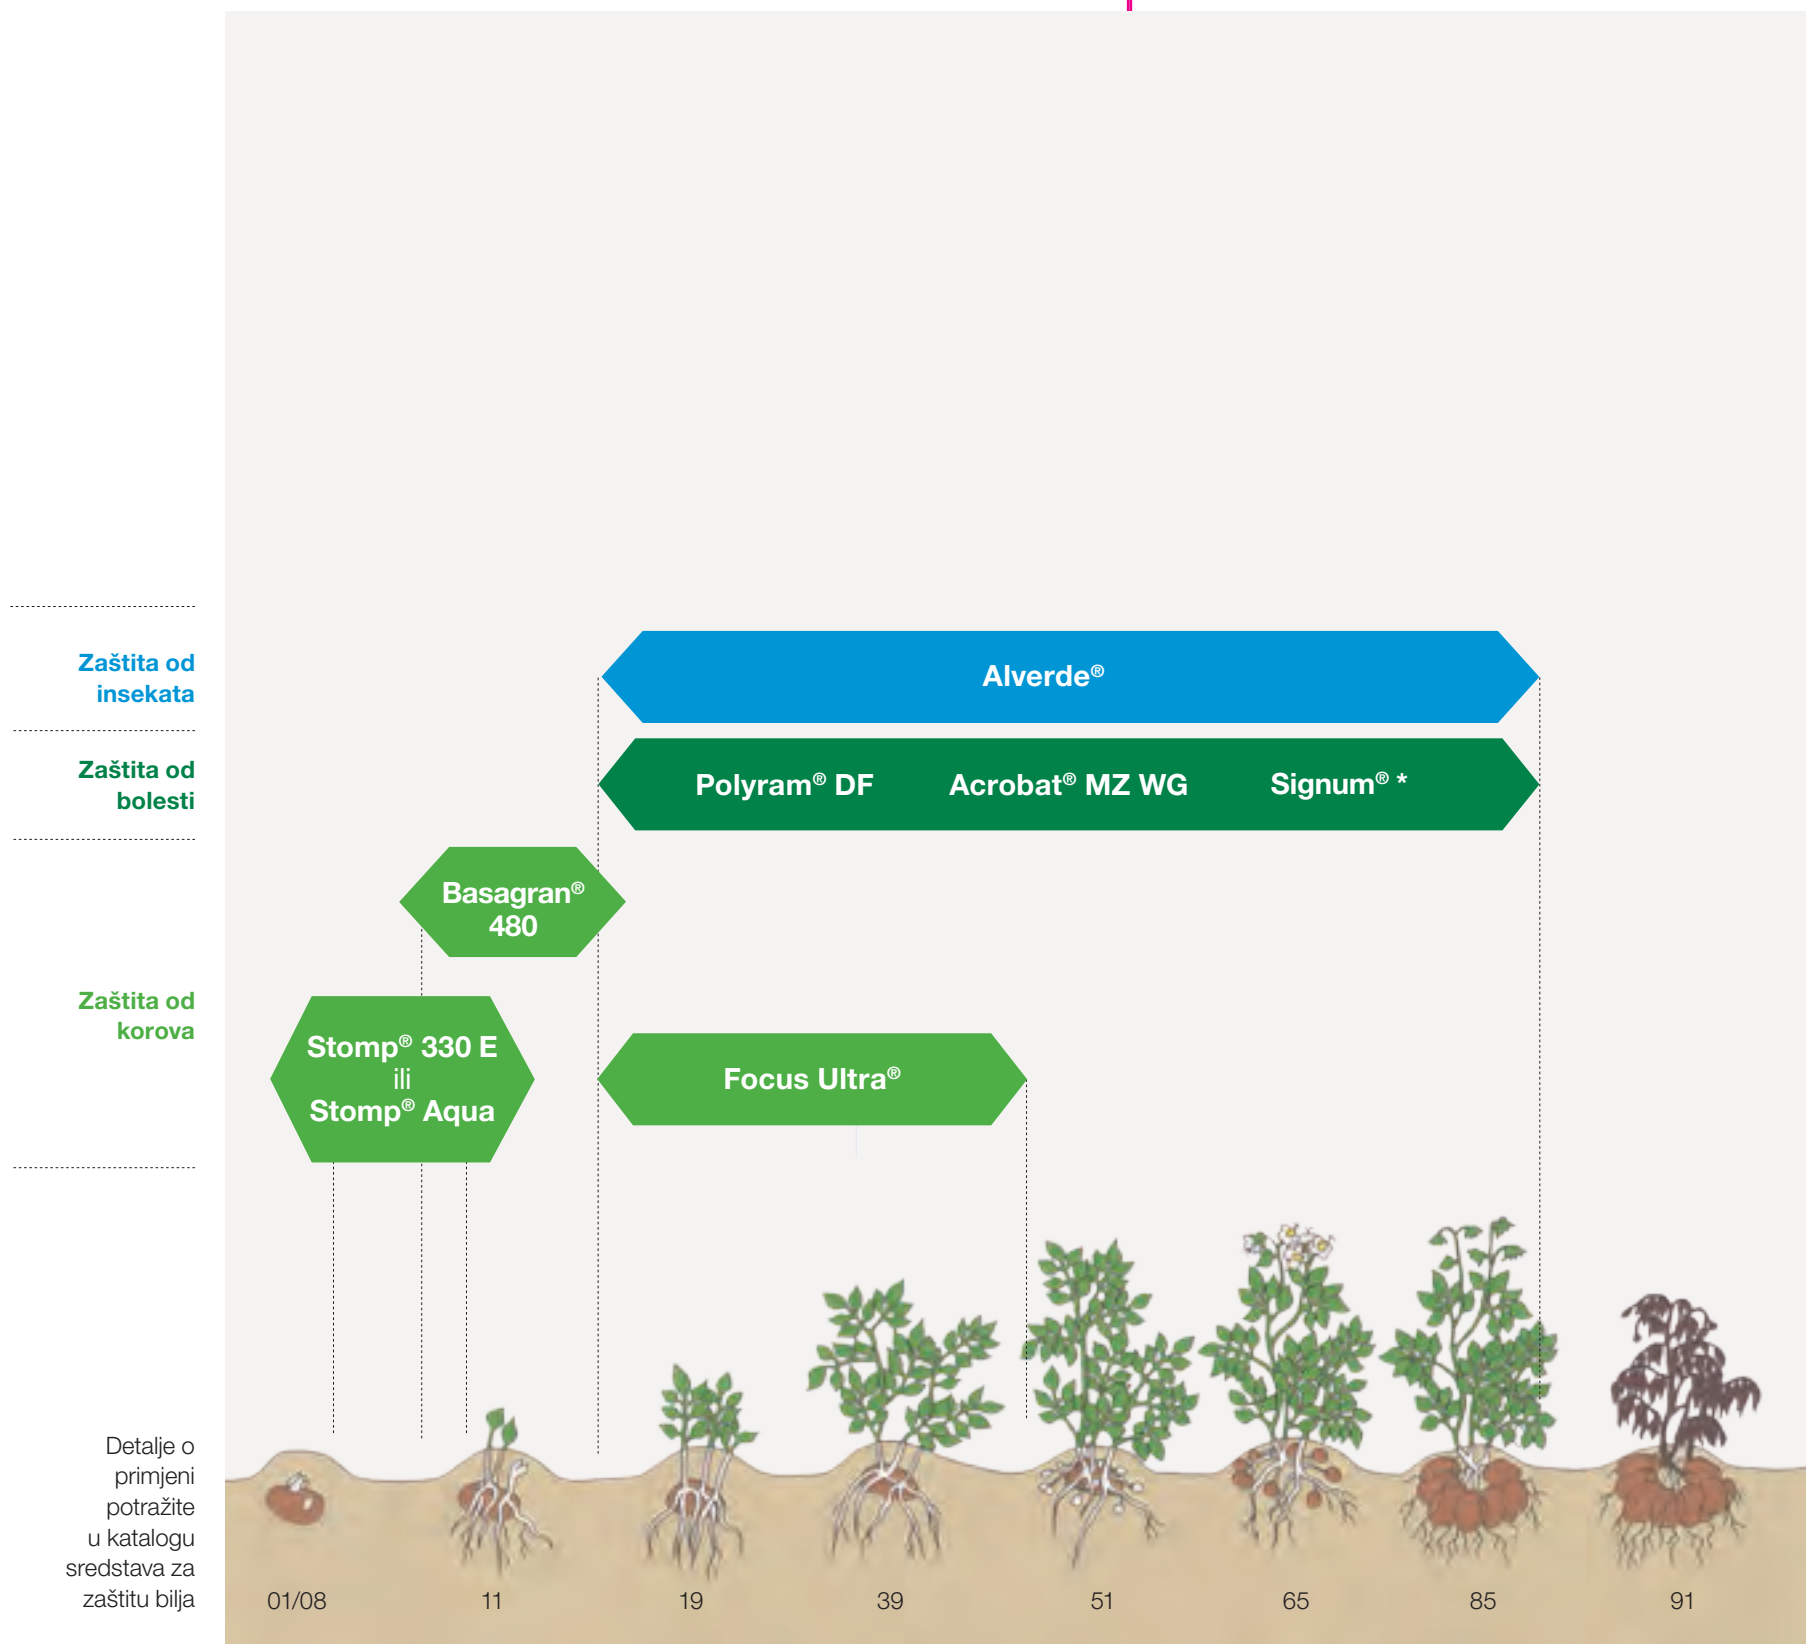 Zaštita od
insekata
Alverde®
Zaštita od
bolesti
Polyram® DF
Acrobat® MZ WG
Signum® *
Basagran®
480
Zaštita od
korova
Stomp® 330 E
ili
Stomp® Aqua
Focus Ultra®
Detalje o
primjeni
potražite
u katalogu
sredstava za
zaštitu bilja
01/08
11
19
39
51
65
85
91